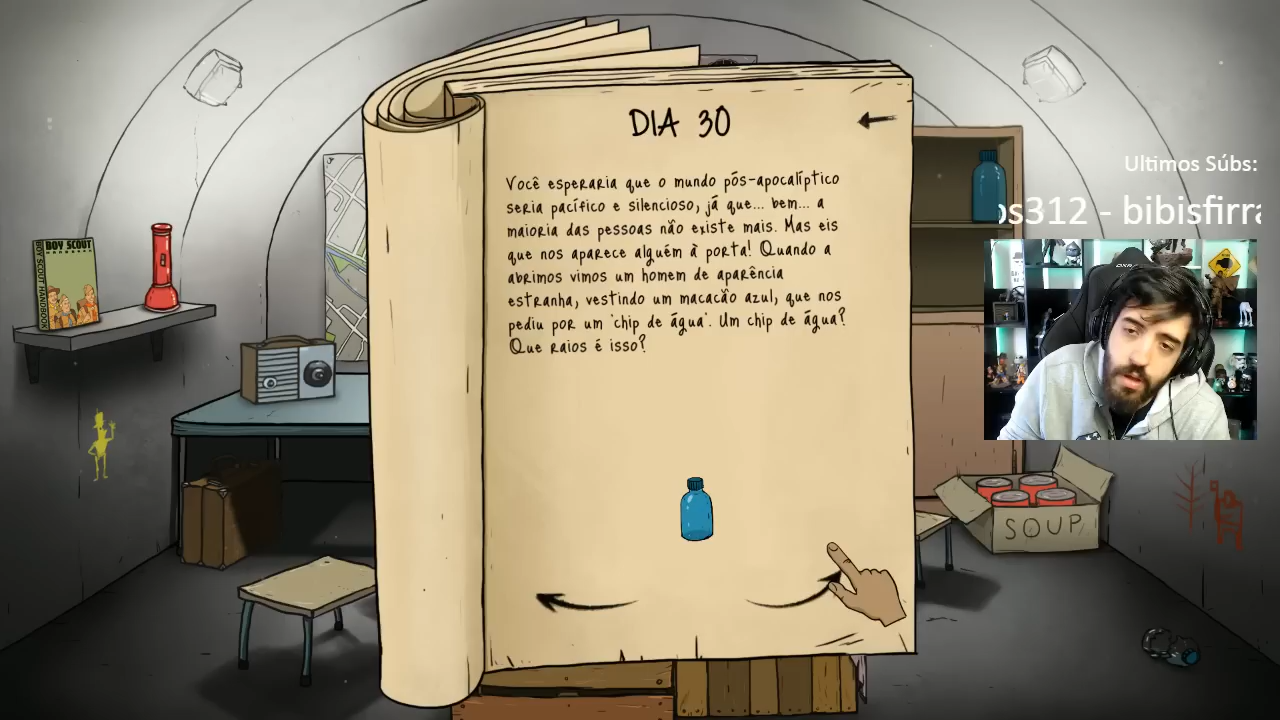 DIA 30
Você esperaria que o mundo pós-apocalíptico
seria pacífico e silencioso, já que... bem... a
maioria das pessoas não existe mais. Mas eis
que nos aparece alguém à porta! Quando a
abrimos vimos um homem de aparência
estranha, vestindo um macacão azul, que nos
pediu por um 'chip de água'. Um chip de água?
Que raios é isso?
Ultimos Súbs:
os312 - bibisfirra
BOY SCOUT
BOY SCOUT HANDBOOK
SOUP